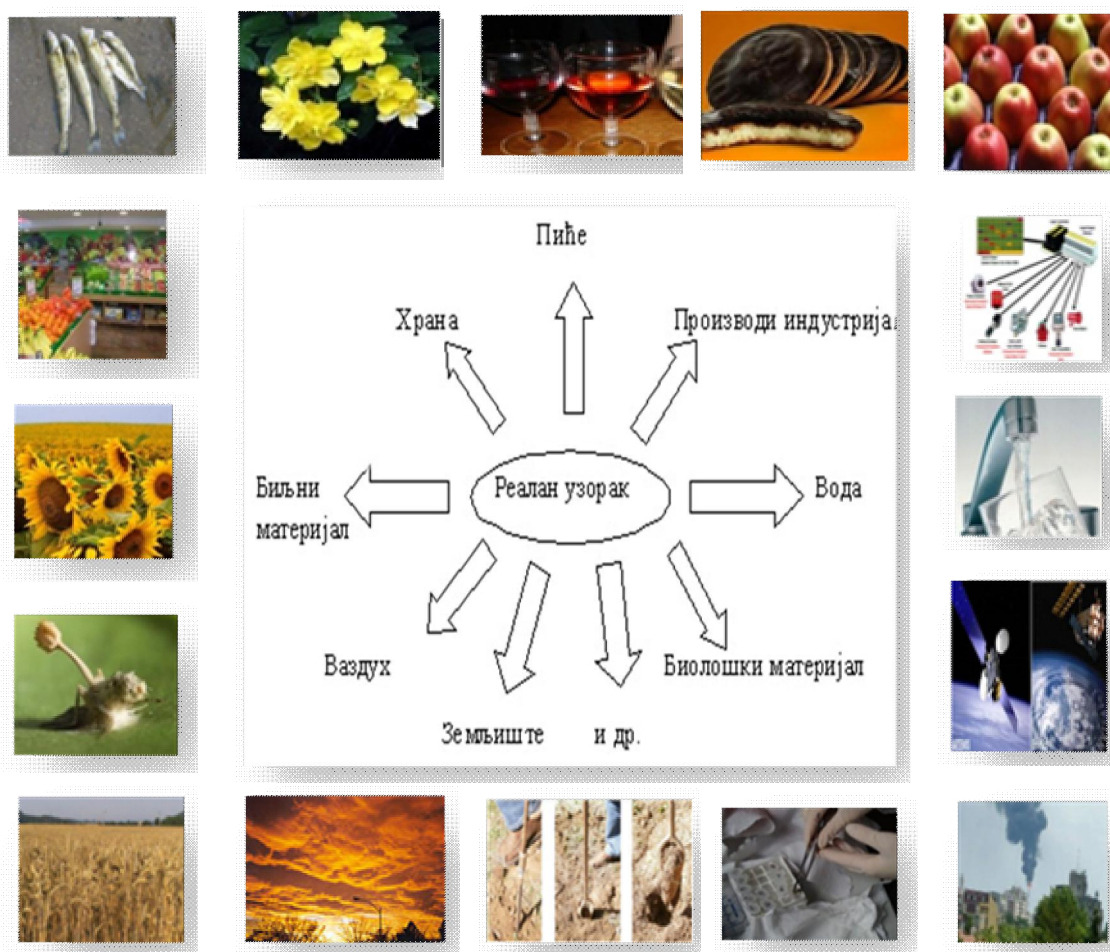 Пиће
Храна
Производи индустрија
Биљни
материјал
Реалан узорак
Вода
Ваздух
Биолошки материјал
Земљиште
и др.